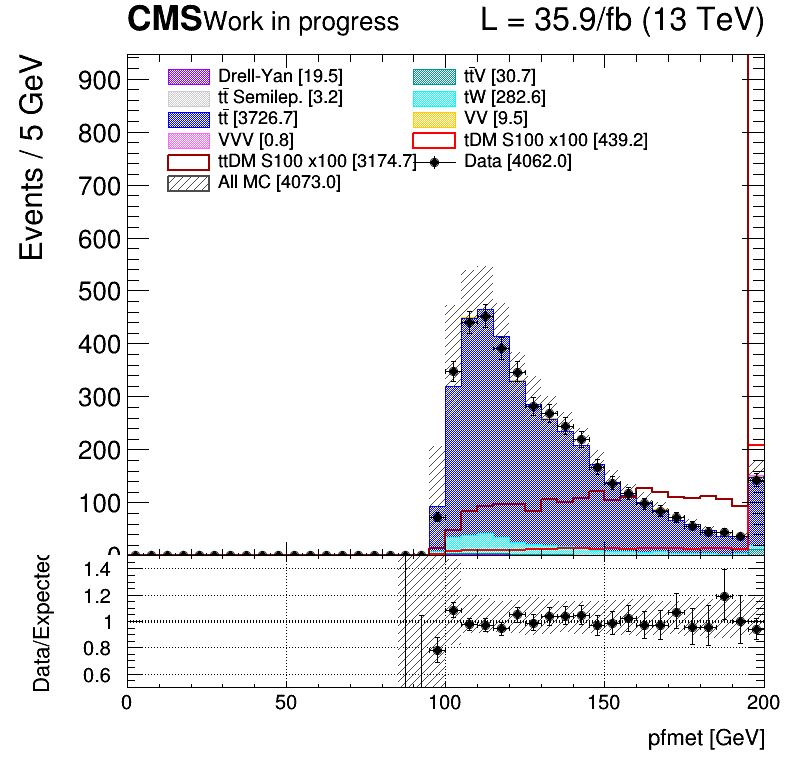 CMS Work in progress L = 35.9/fb (13 TeV)
Events / 5 GeV
900
800
700
600
500
400
300
200
100
0
Drell-Yan [19.5] tt̄V [30.7]
tt̄ Semilep. [3.2] tW [282.6]
tt̄ [3726.7] VV [9.5]
VVV [0.8] tDM S100 x100 [439.2]
ttDM S100 x100 [3174.7] Data [4062.0]
All MC [4073.0]
Data/Expected
1.4
1.2
1
0.8
0.6
0 50 100 150 200
pfmet [GeV]